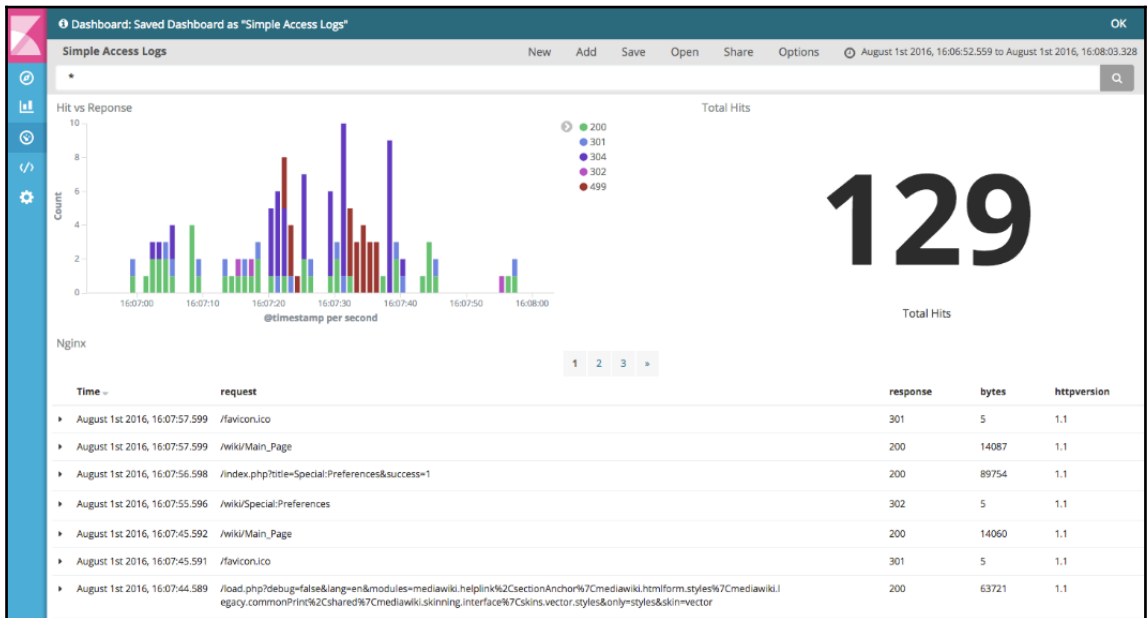 Dashboard: Saved Dashboard as "Simple Access Logs" OK
Simple Access Logs New Add Save Open Share Options August 1st 2016, 16:06:52.559 to August 1st 2016, 16:08:03.328
*
Hit vs Reponse Total Hits
10
8
6
4
2
0
Count
16:07:00 16:07:10 16:07:20 16:07:30 16:07:40 16:07:50 16:08:00
@timestamp per second
200
301
304
302
499
129
Total Hits
Nginx
1 2 3 »
Time request response bytes httpversion
August 1st 2016, 16:07:57.599 /favicon.ico 301 5 1.1
August 1st 2016, 16:07:57.599 /wiki/Main_Page 200 14087 1.1
August 1st 2016, 16:07:56.598 /index.php?title=Special:Preferences&success=1 200 89754 1.1
August 1st 2016, 16:07:55.596 /wiki/Special:Preferences 302 5 1.1
August 1st 2016, 16:07:45.592 /wiki/Main_Page 200 14060 1.1
August 1st 2016, 16:07:45.591 /favicon.ico 301 5 1.1
August 1st 2016, 16:07:44.589 /load.php?debug=false&lang=en&modules=mediawiki.helplink%2CsectionAnchor%7Cmediawiki.htmlform.styles%7Cmediawiki.l 200 63721 1.1
egacy.commonPrint%2Cshared%7Cmediawiki.skinning.interface%7Cskins.vector.styles&only=styles&skin=vector